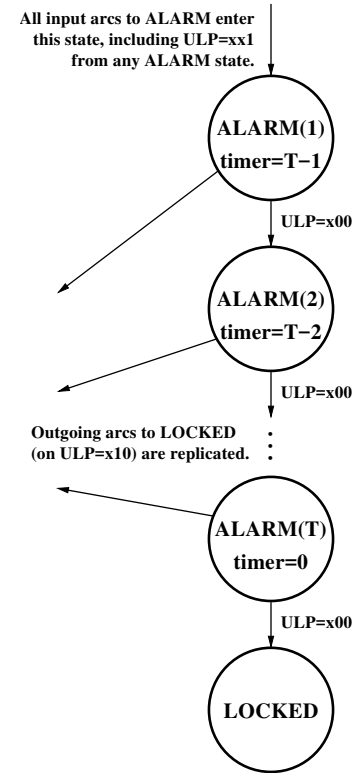 All input arcs to ALARM enter
this state, including ULP=xx1
from any ALARM state.
ALARM(1)
timer=T−1
ULP=x00
ALARM(2)
timer=T−2
ULP=x00
Outgoing arcs to LOCKED
(on ULP=x10) are replicated.
ALARM(T)
timer=0
ULP=x00
LOCKED